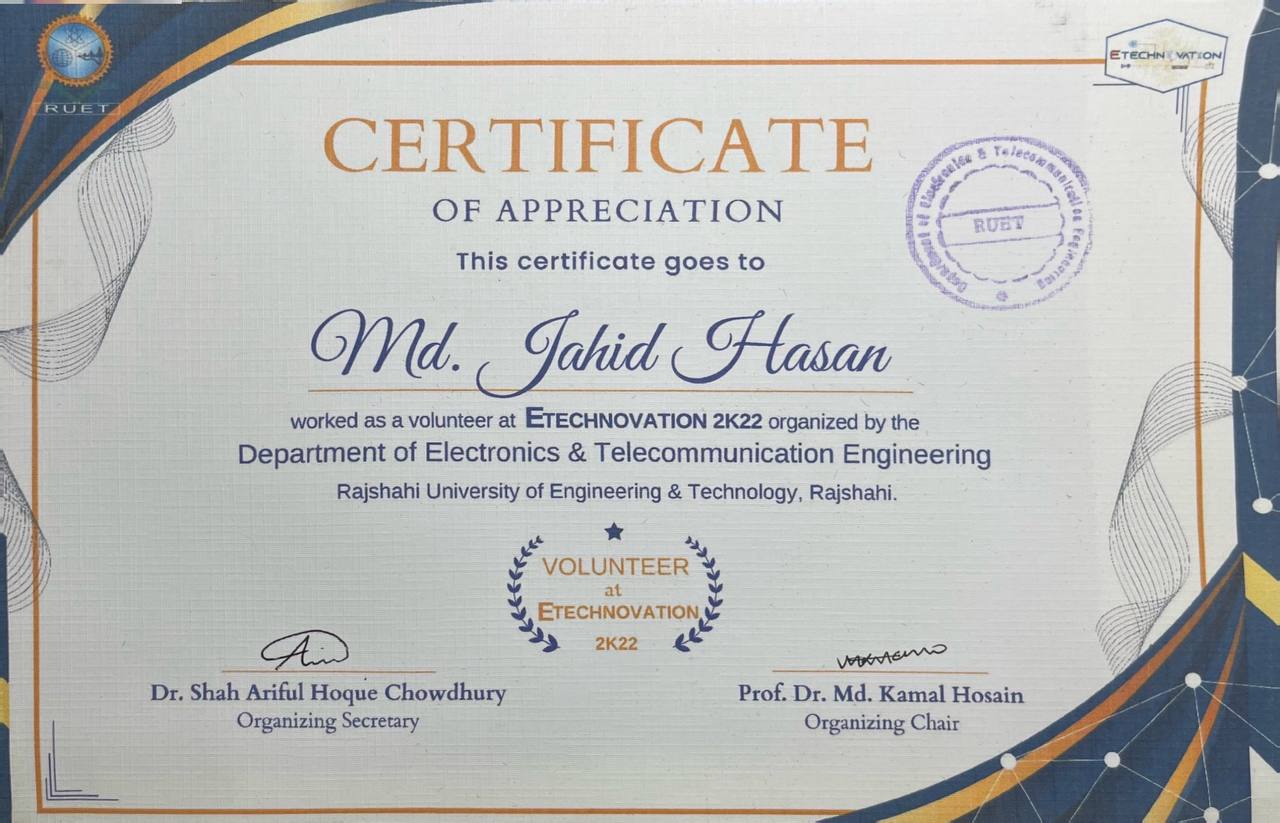 RUET
ETECHNOVATION
CERTIFICATE
OF APPRECIATION
Department of Electronics & Telecommunication Engineering
RUET
This certificate goes to
Md. Jahid Hasan
worked as a volunteer at ETECHNOVATION 2K22 organized by the
Department of Electronics & Telecommunication Engineering
Rajshahi University of Engineering & Technology, Rajshahi.
VOLUNTEER
at
ETECHNOVATION
2K22
Dr. Shah Ariful Hoque Chowdhury
Organizing Secretary
Prof. Dr. Md. Kamal Hosain
Organizing Chair